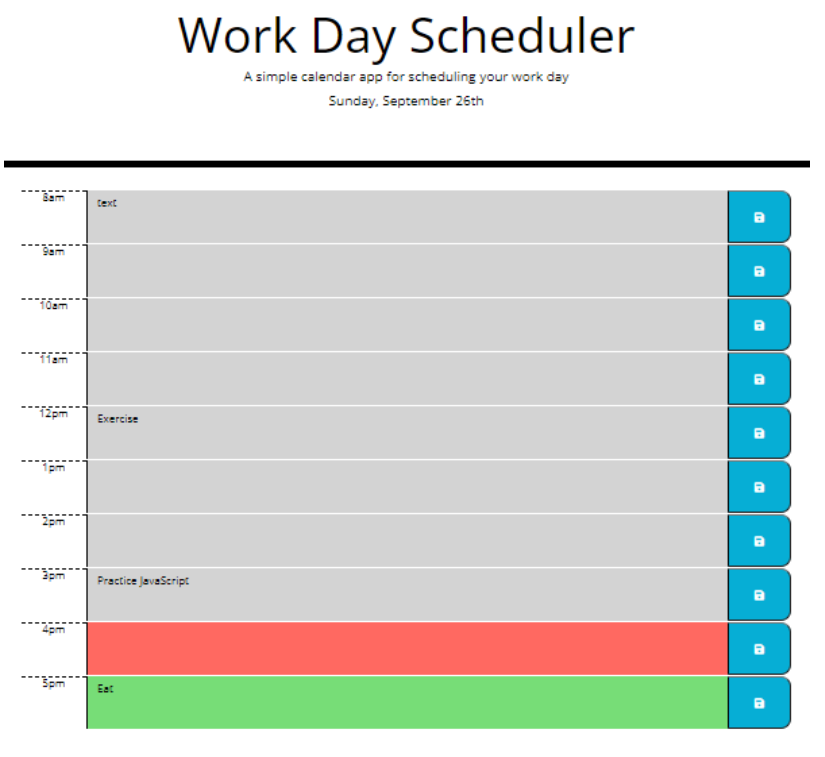 Work Day Scheduler
A simple calendar app for scheduling your work day
Sunday, September 26th
8am text
9am
10am
11am
12pm Exercise
1pm
2pm
3pm Practice JavaScript
4pm
5pm Eat